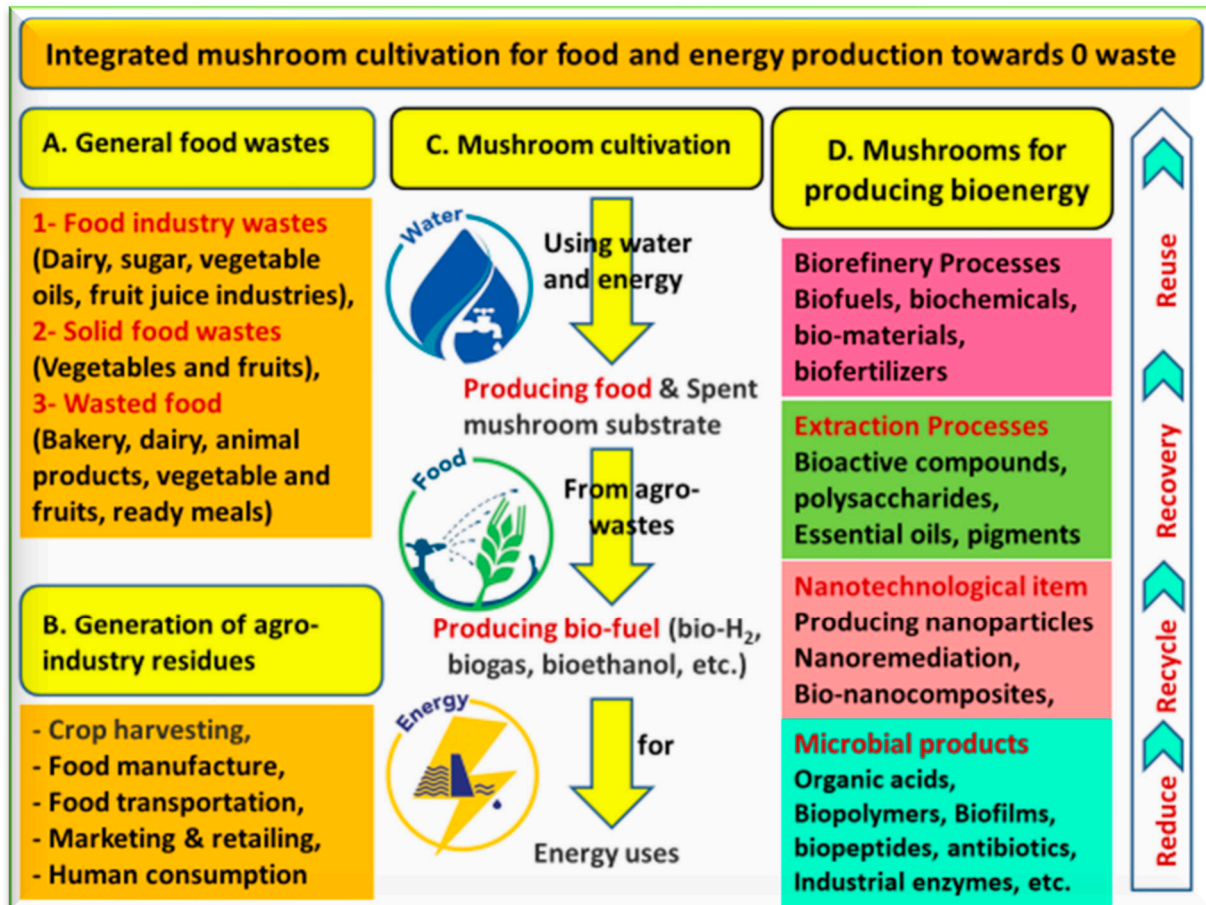 Integrated mushroom cultivation for food and energy production towards 0 waste
A. General food wastes
1- Food industry wastes
(Dairy, sugar, vegetable
oils, fruit juice industries),
2- Solid food wastes
(Vegetables and fruits),
3- Wasted food
(Bakery, dairy, animal
products, vegetable and
fruits, ready meals)
B. Generation of agro-
industry residues
- Crop harvesting,
- Food manufacture,
- Food transportation,
- Marketing & retailing,
- Human consumption
C. Mushroom cultivation
Water
Using water
and energy
Producing food & Spent
mushroom substrate
Food
From agro-
wastes
Producing bio-fuel (bio-H₂,
biogas, bioethanol, etc.)
Energy
for
Energy uses
D. Mushrooms for
producing bioenergy
Biorefinery Processes
Biofuels, biochemicals,
bio-materials,
biofertilizers
Extraction Processes
Bioactive compounds,
polysaccharides,
Essential oils, pigments
Nanotechnological item
Producing nanoparticles
Nanoremediation,
Bio-nanocomposites,
Microbial products
Organic acids,
Biopolymers, Biofilms,
biopeptides, antibiotics,
Industrial enzymes, etc.
Reuse
Recovery
Recycle
Reduce